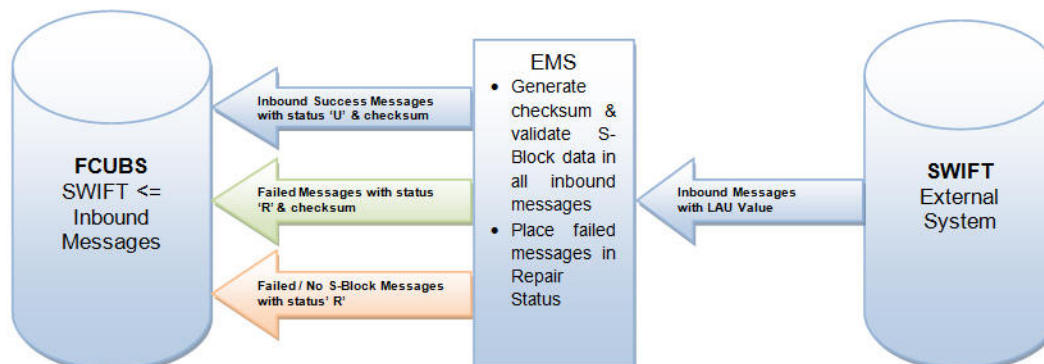 FCUBS
SWIFT <=
Inbound
Messages
Inbound Success Messages
with status 'U' & checksum
Failed Messages with status
'R' & checksum
Failed / No S-Block Messages
with status' R'
EMS
• Generate
checksum &
validate S-
Block data in
all inbound
messages
• Place failed
messages in
Repair
Status
Inbound Messages
with LAU Value
SWIFT
External
System